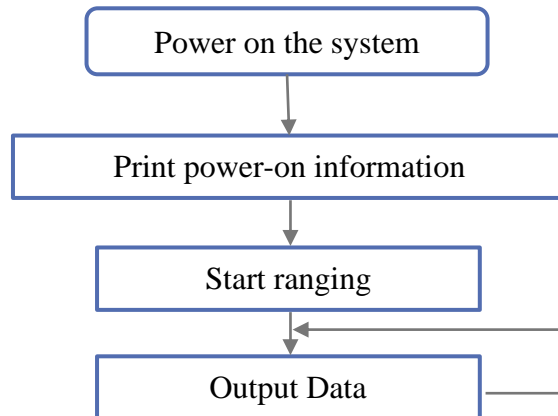 Power on the system
Print power-on information
Start ranging
Output Data